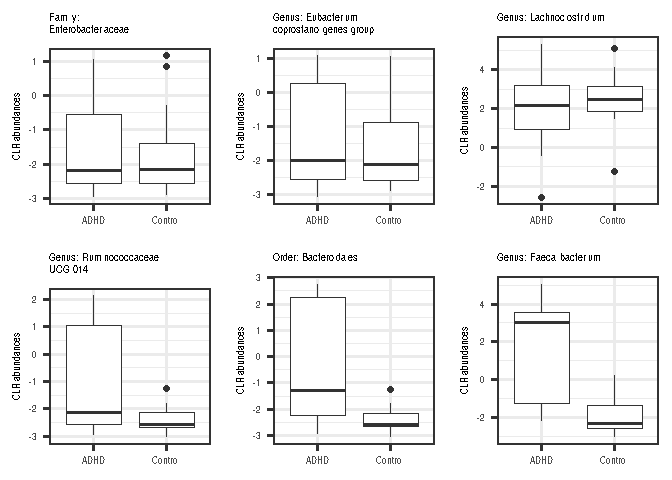 Fam y:
Enterobacter aceae
1
0
-1
-2
-3
CLR abundances
ADHD
Contro
Genus: Eubacter um
coprostano genes group
1
0
-1
-2
-3
CLR abundances
ADHD
Contro
Genus: Lachnoc ostrd um
4
2
0
-2
CLR abundances
ADHD
Contro
Genus: Rum nococcaceae
UCG 014
2
1
0
-1
-2
-3
CLR abundances
ADHD
Contro
Order: Bactero da es
3
2
1
0
-1
-2
-3
CLR abundances
ADHD
Contro
Genus: Faeca bacter um
4
2
0
-2
CLR abundances
ADHD
Contro